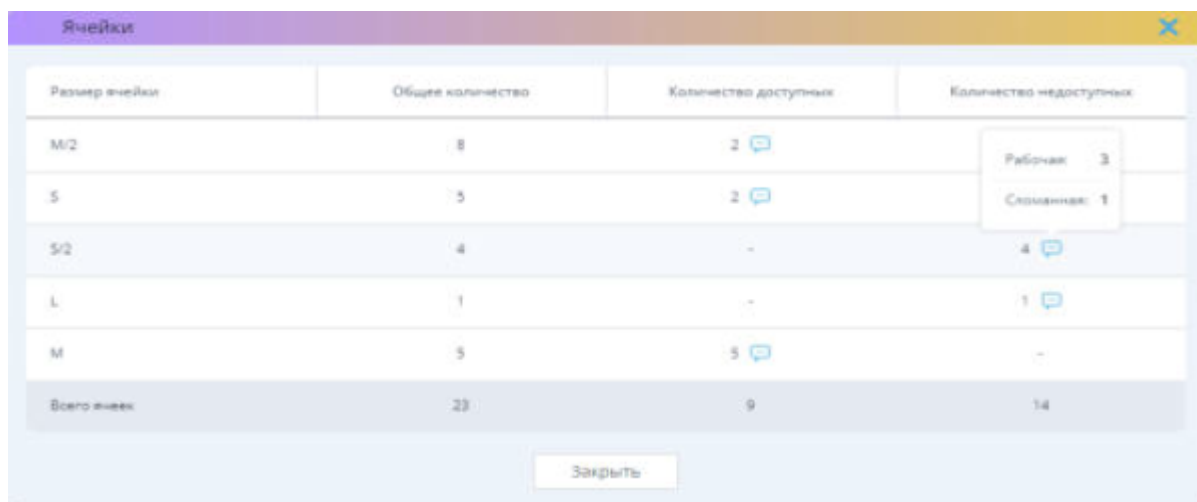 Ячейки
Размер ячейки Общее количество Количество доступных Количество недоступных
M/2 8 2
Рабочая: 3
S 5 2
Сломанная: 1
S/2 4 - 4
L 1 - 1
M 5 5 -
Всего ячеек 23 9 14
Закрыть